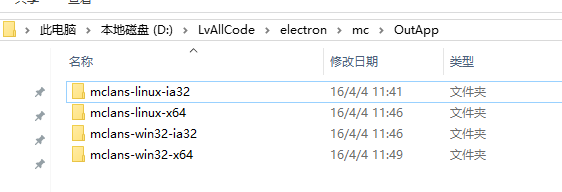 此电脑 > 本地磁盘 (D:) > LvAllCode > electron > mc > OutApp
名称 修改日期 类型
mclans-linux-ia32 16/4/4 11:41 文件夹
mclans-linux-x64 16/4/4 11:46 文件夹
mclans-win32-ia32 16/4/4 11:46 文件夹
mclans-win32-x64 16/4/4 11:49 文件夹